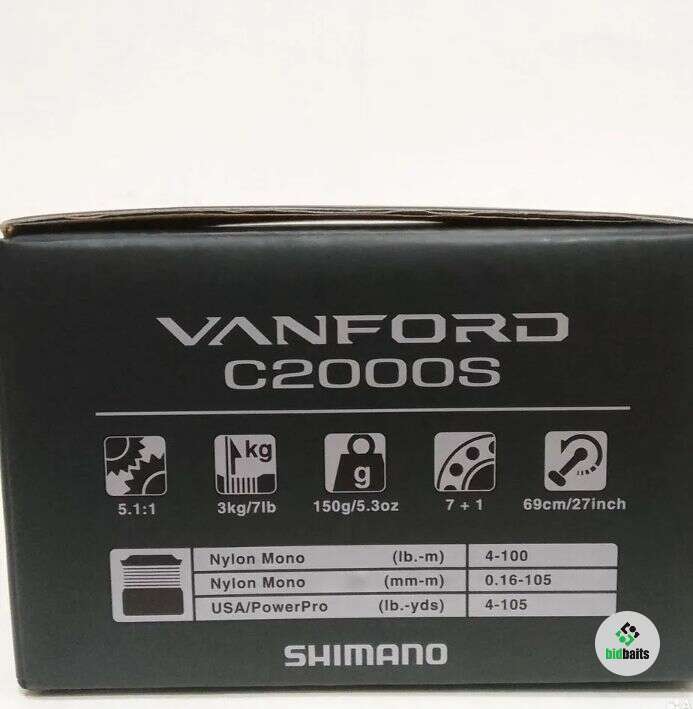 VANFORD
C2000S
kg
g
5.1:1 3kg/7lb 150g/5.3oz 7 + 1 69cm/27inch
Nylon Mono (lb.-m) 4-100
Nylon Mono (mm-m) 0.16-105
USA/PowerPro (lb.-yds) 4-105
SHIMANO
bidbaits